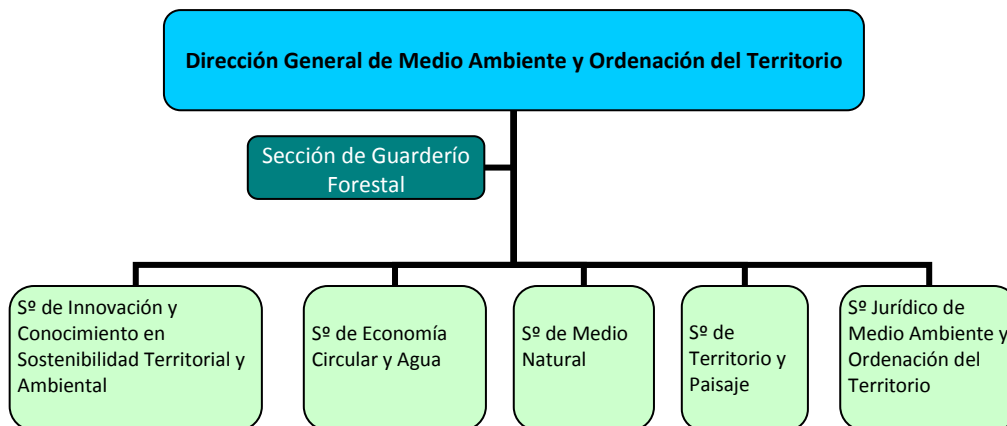 Dirección General de Medio Ambiente y Ordenación del Territorio
Sección de Guarderío
Forestal
Sº de Innovación y
Conocimiento en
Sostenibilidad Territorial y
Ambiental
Sº de Economía
Circular y Agua
Sº de Medio
Natural
Sº de
Territorio y
Paisaje
Sº Jurídico de
Medio Ambiente y
Ordenación del
Territorio